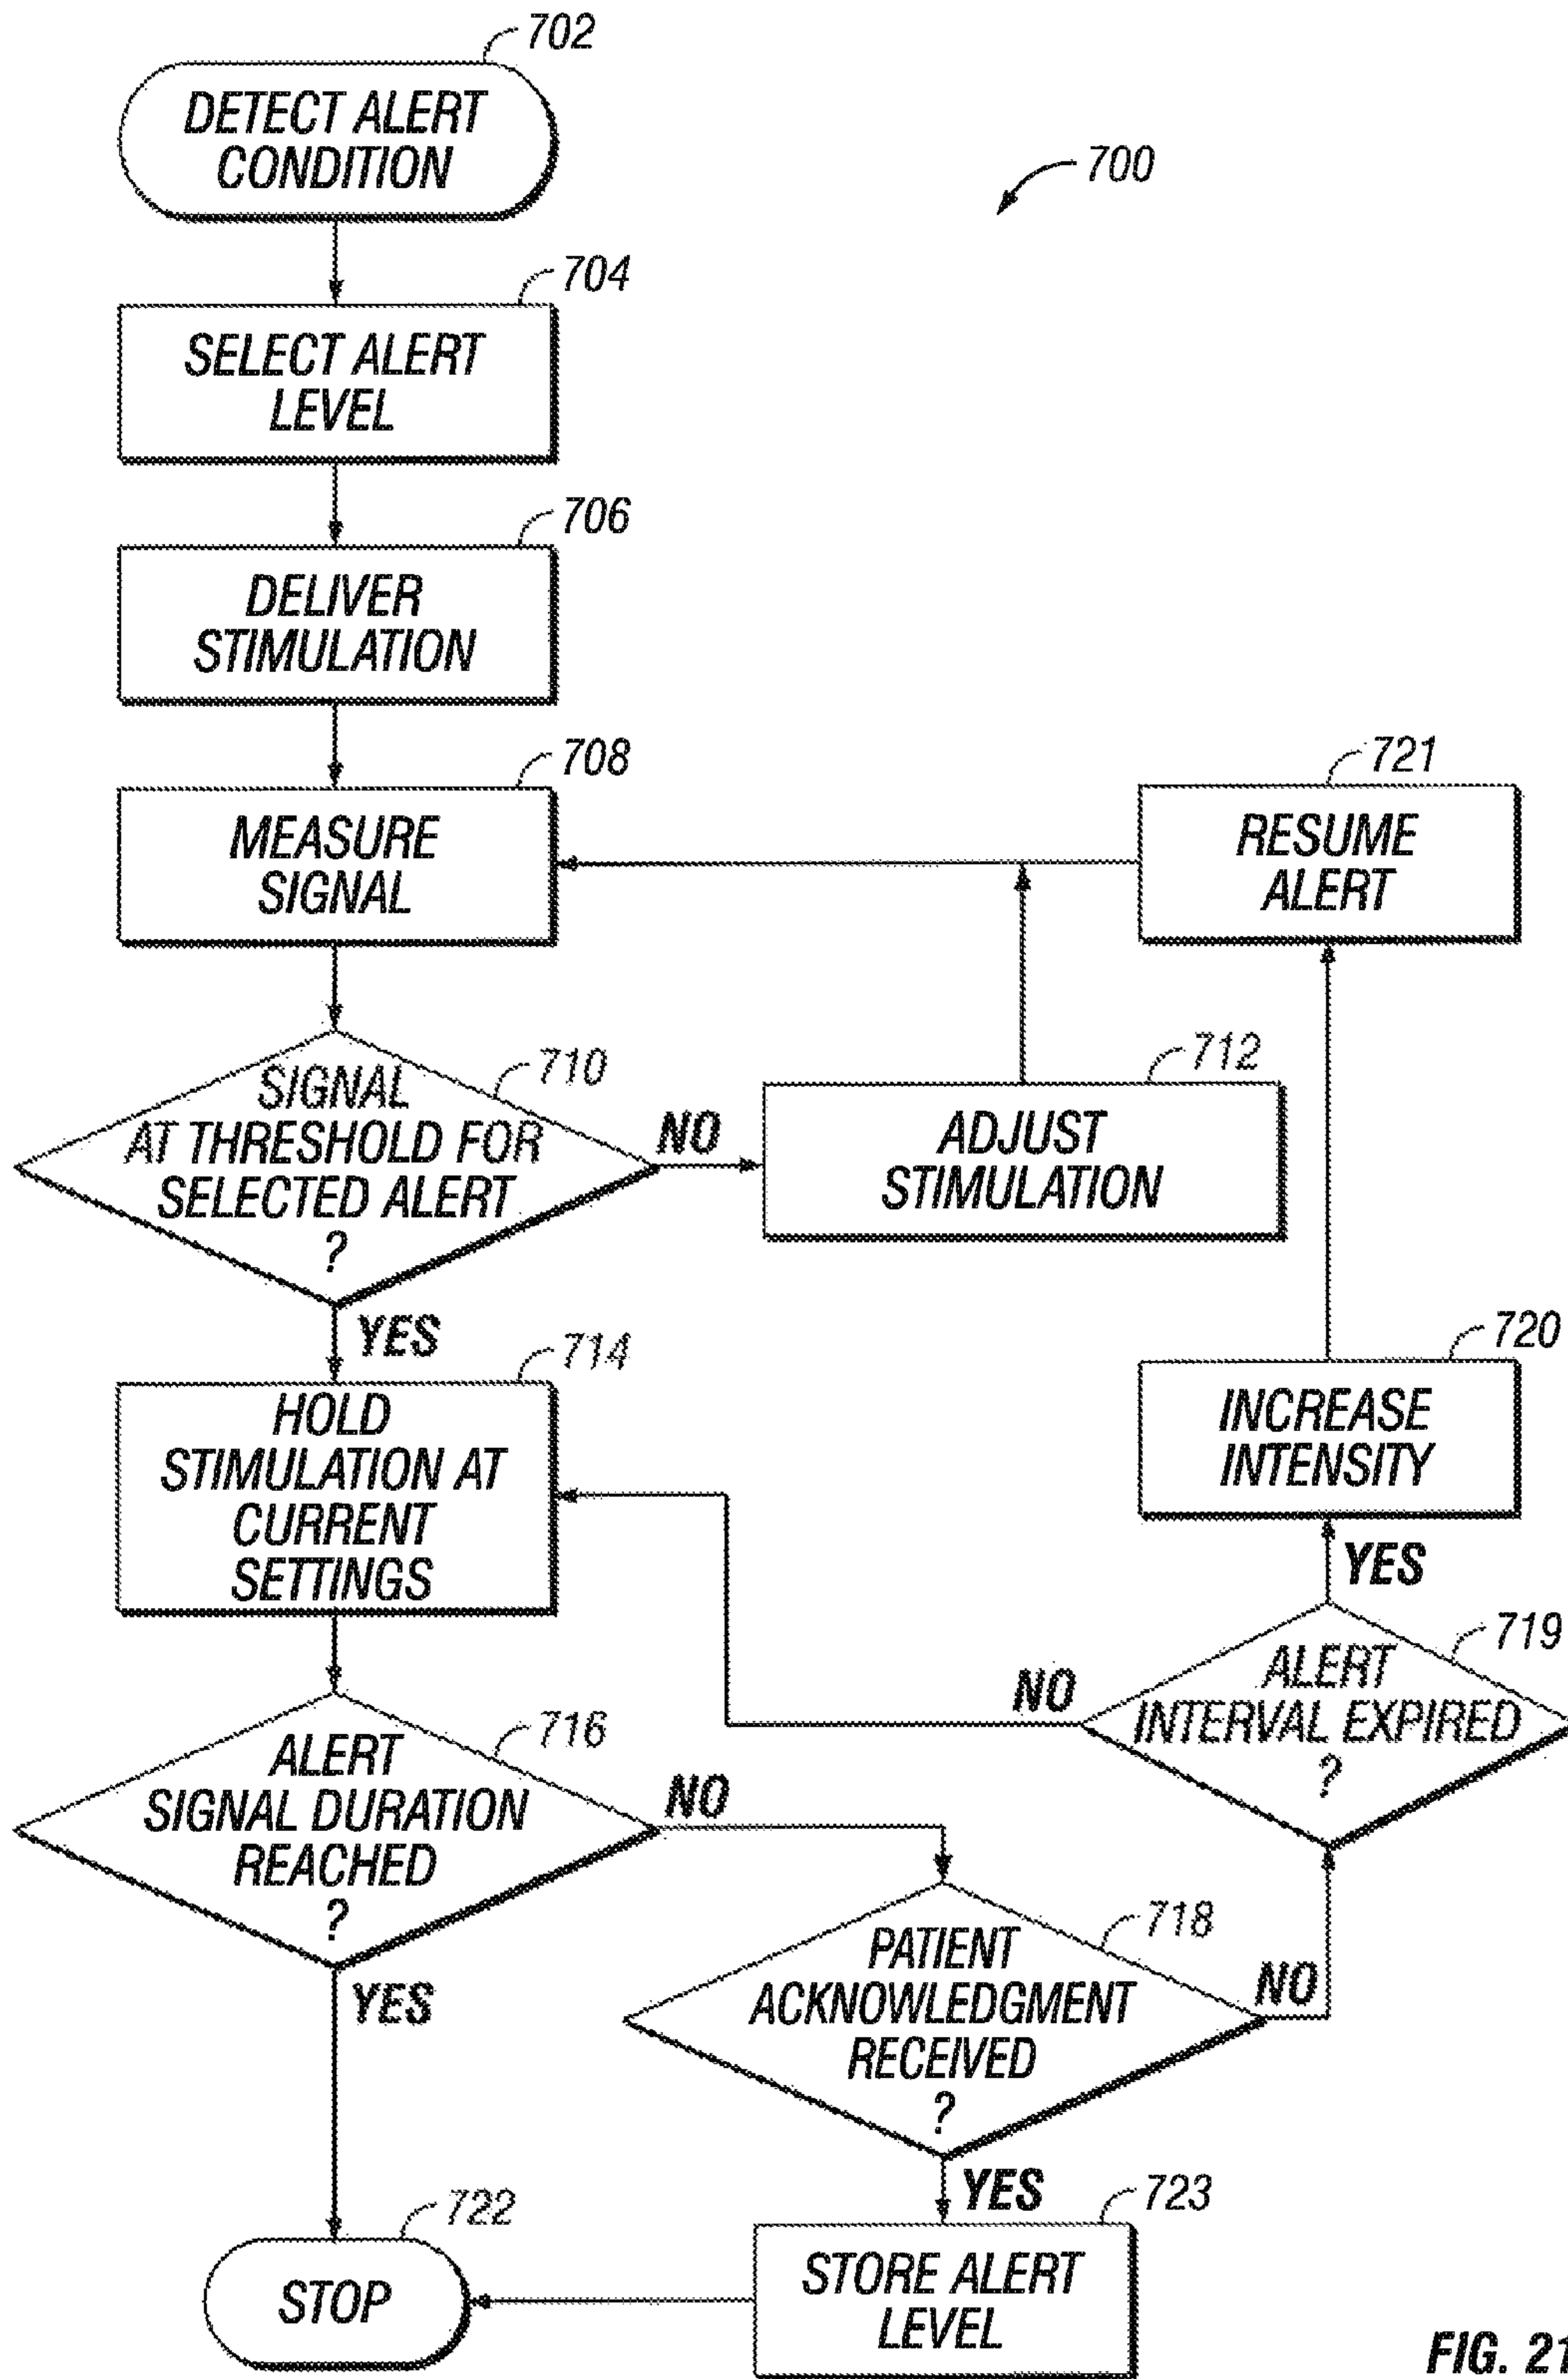 702
DETECT ALERT
CONDITION
700
704
SELECT ALERT
LEVEL
706
DELIVER
STIMULATION
708
MEASURE
SIGNAL
721
RESUME
ALERT
710
SIGNAL
AT THRESHOLD FOR
SELECTED ALERT
?
NO
712
ADJUST
STIMULATION
YES
714
HOLD
STIMULATION AT
CURRENT
SETTINGS
720
INCREASE
INTENSITY
YES
719
ALERT
INTERVAL EXPIRED
?
NO
716
ALERT
SIGNAL DURATION
REACHED
?
NO
YES
718
PATIENT
ACKNOWLEDGMENT
RECEIVED
?
NO
YES
722
STOP
723
STORE ALERT
LEVEL
FIG. 21